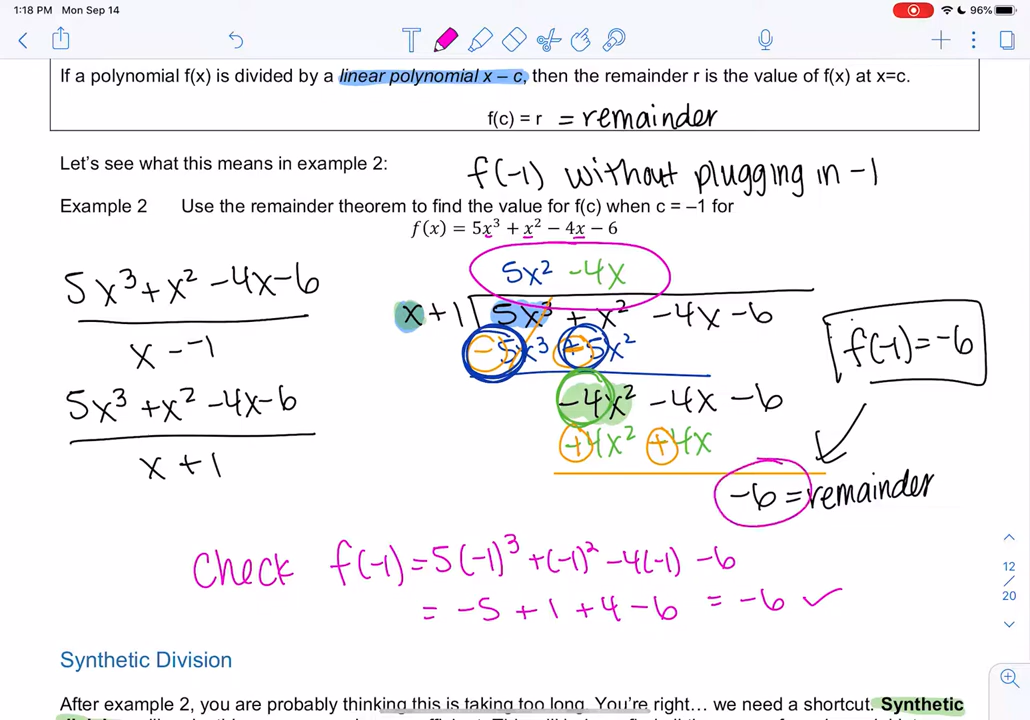 1:18 PM Mon Sep 14
96%
If a polynomial f(x) is divided by a linear polynomial x – c, then the remainder r is the value of f(x) at x=c.
f(c) = r = remainder
Let's see what this means in example 2:
f(-1) without plugging in -1
Example 2 Use the remainder theorem to find the value for f(c) when c = –1 for
f(x) = 5x³ + x² − 4x − 6
5x³+x² -4x-6
x - -1
5x³ +x² -4x-6
x +1
5x² -4x
x+1 5x³ + x² -4x -6
- 5x³ - 5x²
-4x² -4x -6
+4x² +4x
-6 = remainder
f(-1)=-6
Check f(-1)=5(-1)³ +(-1)² -4(-1) -6
= -5 +1 +4 -6 = -6 ✓
12
/
20
Synthetic Division
After example 2, you are probably thinking this is taking too long. You're right… we need a shortcut. Synthetic